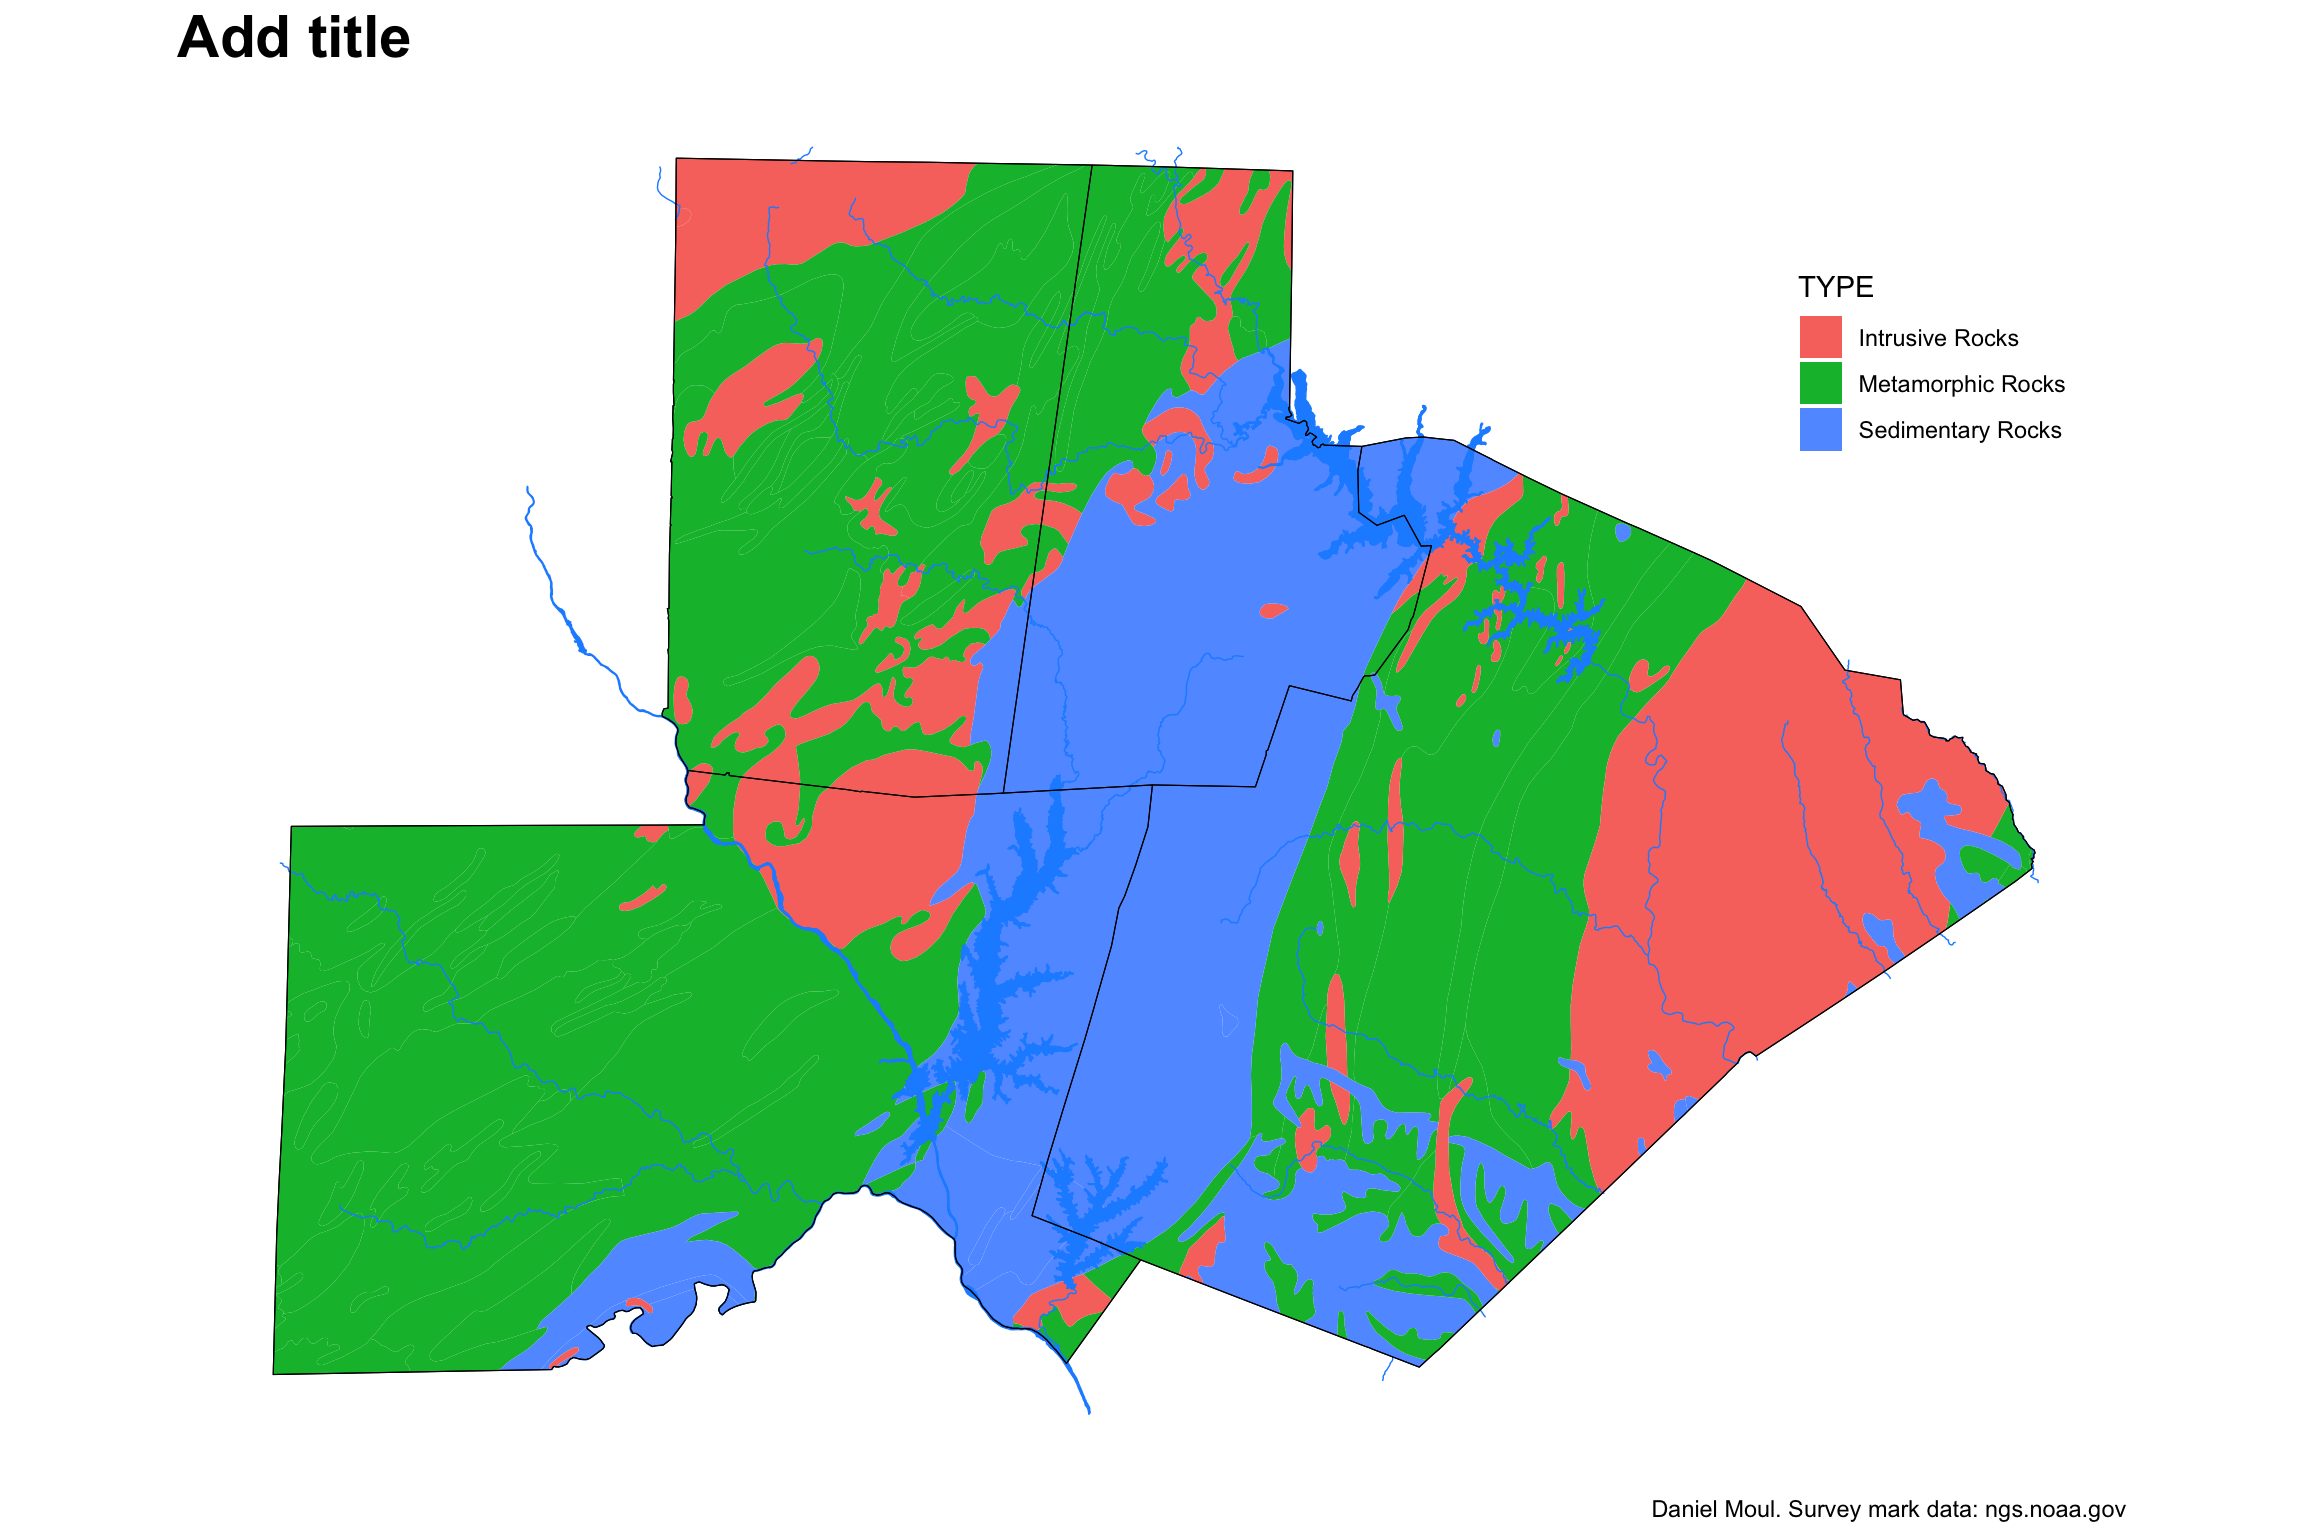 Add title
TYPE
Intrusive Rocks
Metamorphic Rocks
Sedimentary Rocks
Daniel Moul. Survey mark data: ngs.noaa.gov